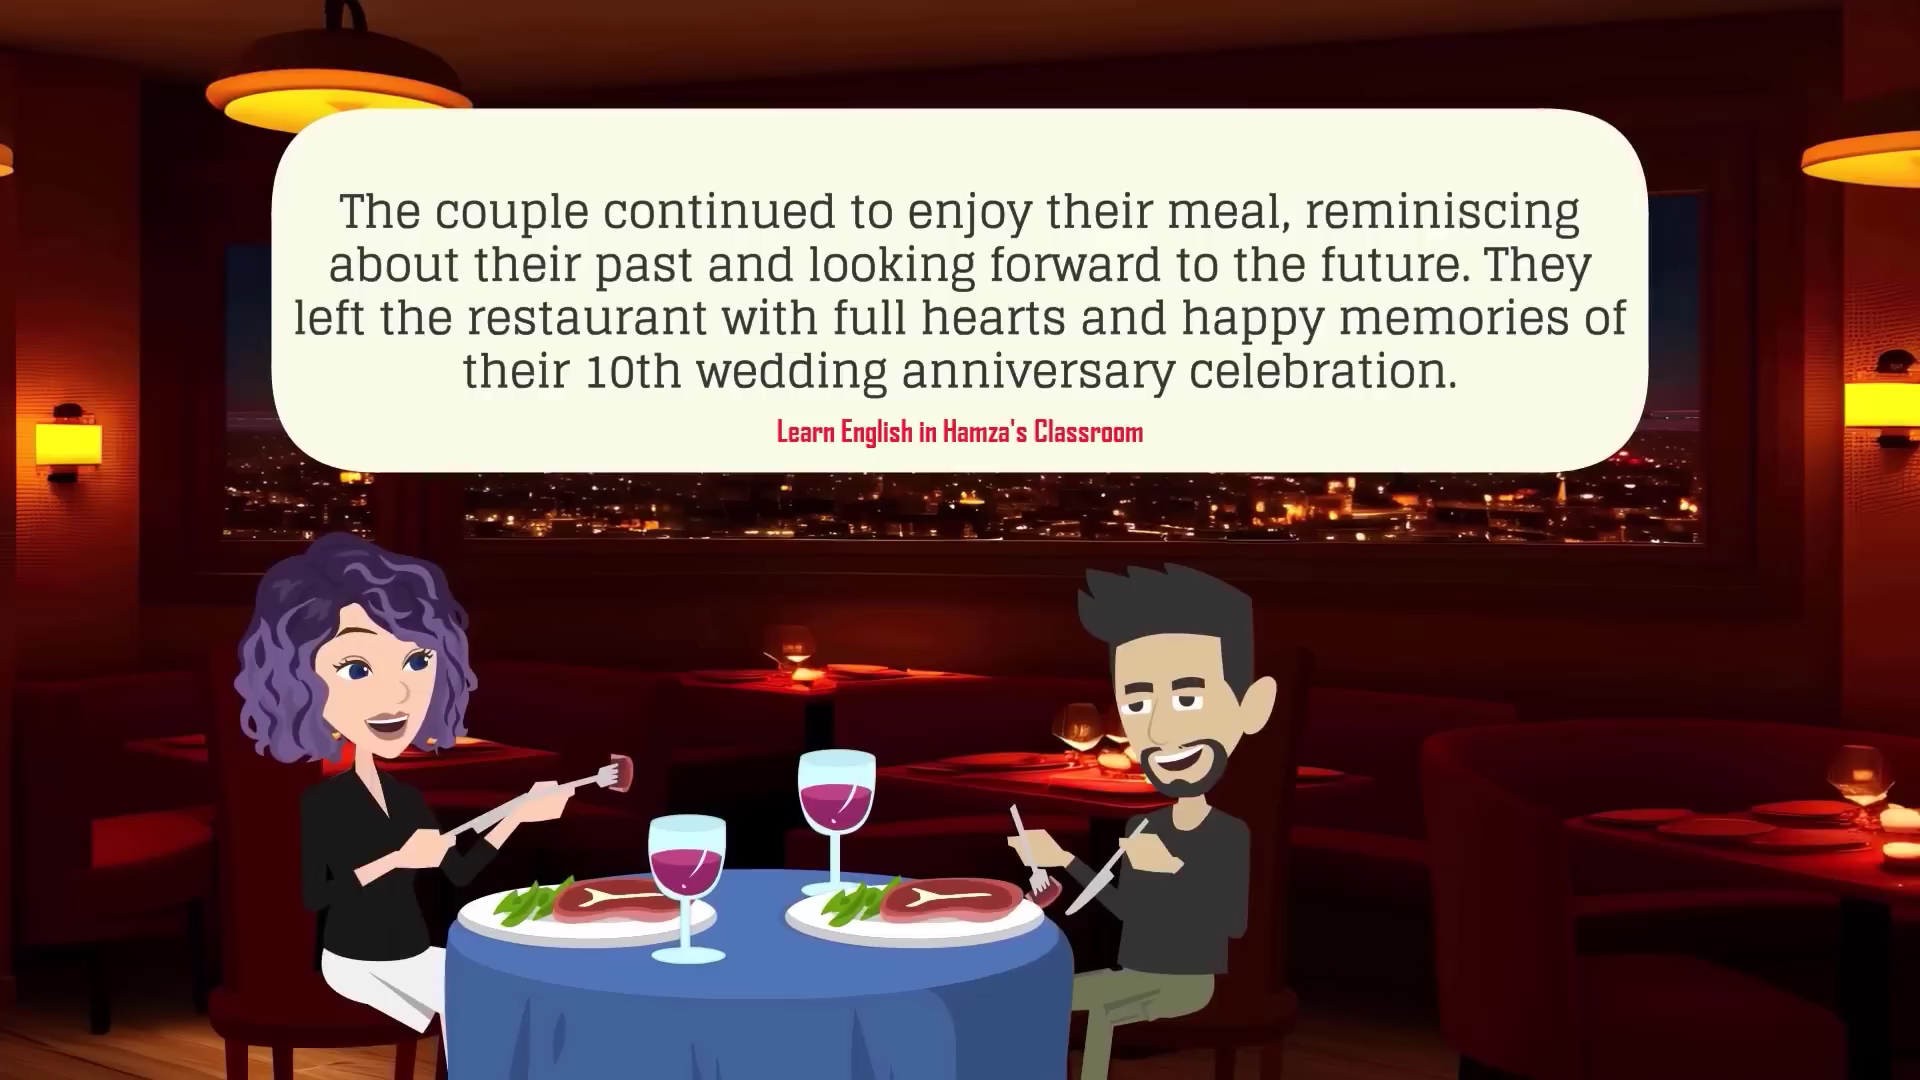 The couple continued to enjoy their meal, reminiscing
about their past and looking forward to the future. They
left the restaurant with full hearts and happy memories of
their 10th wedding anniversary celebration.
Learn English in Hamza's Classroom